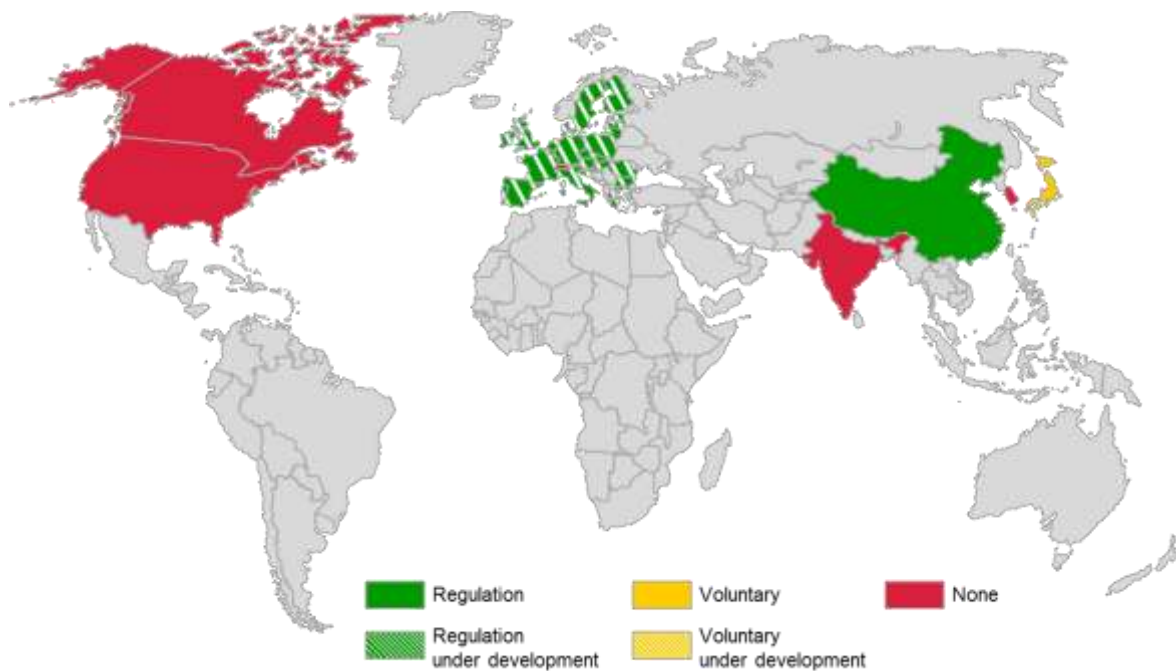 Regulation
Voluntary
None
Regulation
under development
Voluntary
under development